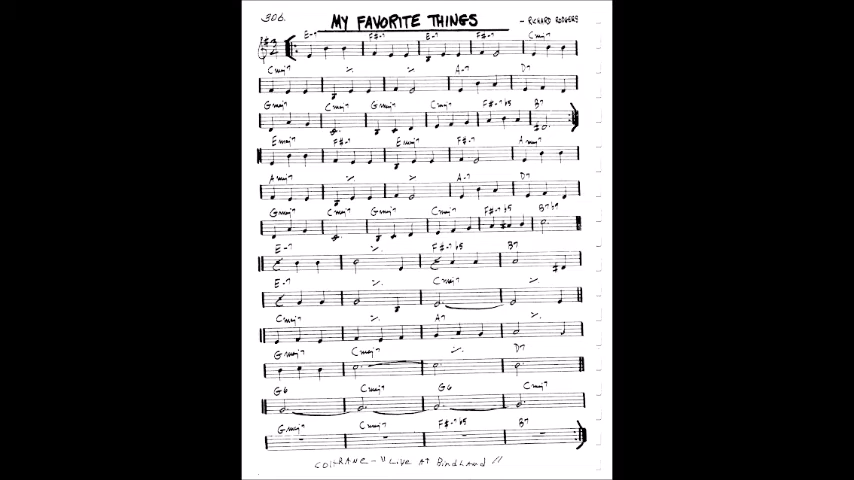 306. MY FAVORITE THINGS - RICHARD RODGERS
E-7 F#-7 E-7 F#-7 Cmaj7
Cmaj7 A-7 D7
Gmaj7 Cmaj7 Gmaj7 Cmaj7 F#-7b5 B7
Emaj7 F#-7 Emaj7 F#-7 Amaj7
Amaj7 A-7 D7
Gmaj7 Cmaj7 Gmaj7 Cmaj7 F#-7b5 B7b9
E-7 F#-7b5 B7
E-7 Cmaj7
Cmaj7 A7
Gmaj7 Cmaj7 D7
G6 Cmaj7 G6 Cmaj7
Gmaj7 Cmaj7 F#-7b5 B7
COLTRANE - "Live AT Birdland"